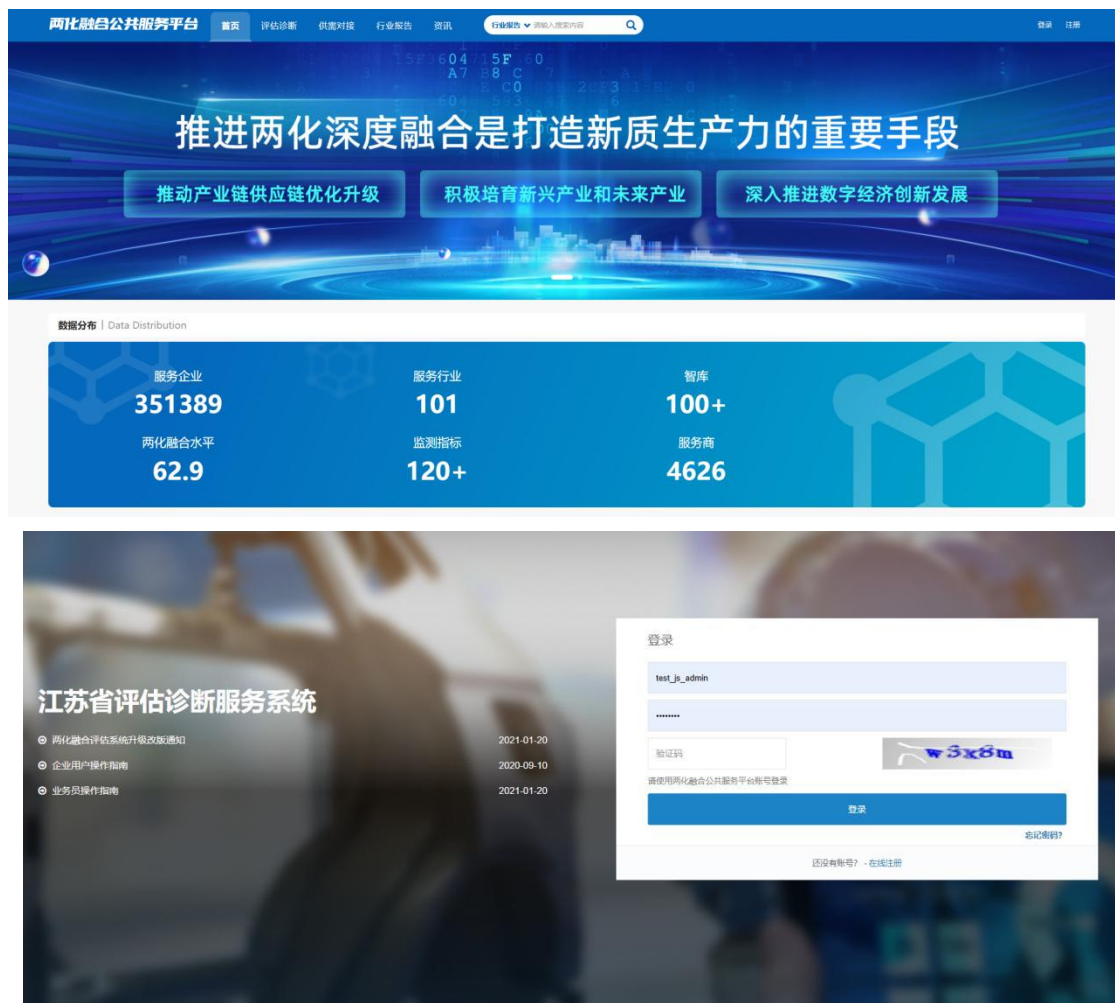 两化融合公共服务平台 首页 评估诊断 供需对接 行业报告 资讯 行业报告 请输入搜索内容 登录 注册
推进两化深度融合是打造新质生产力的重要手段
推动产业链供应链优化升级 积极培育新兴产业和未来产业 深入推进数字经济创新发展
数据分布 | Data Distribution
服务企业 服务行业 智库
351389 101 100+
两化融合水平 监测指标 服务商
62.9 120+ 4626
登录
test_js_admin
••••••••
江苏省评估诊断服务系统
两化融合评估系统升级改版通知 2021-01-20
企业用户操作指南 2020-09-10
业务员操作指南 2021-01-20
验证码 w3x8m
请使用两化融合公共服务平台账号登录
登录
忘记密码?
还没有账号? - 在线注册